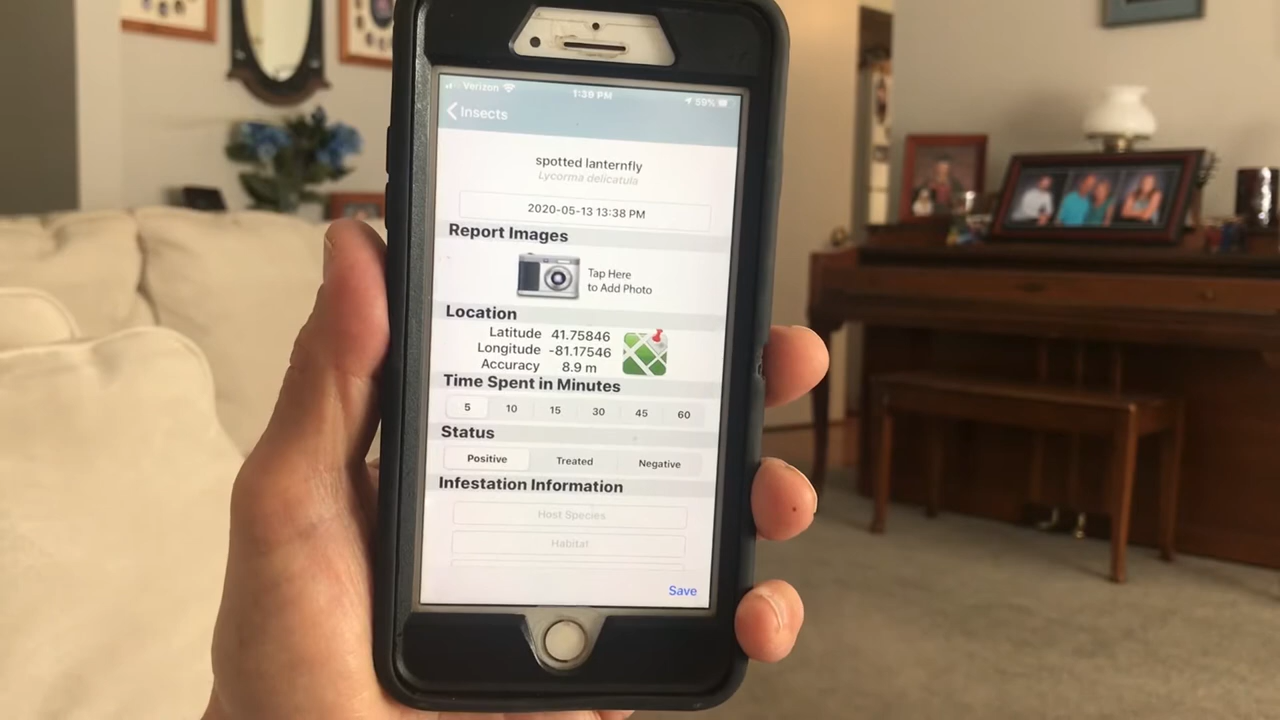 Verizon 1:39 PM 59%
Insects
spotted lanternfly
Lycorma delicatula
2020-05-13 13:38 PM
Report Images
Tap Here
to Add Photo
Location
Latitude 41.75846
Longitude -81.17546
Accuracy 8.9 m
Time Spent in Minutes
5 10 15 30 45 60
Status
Positive Treated Negative
Infestation Information
Host Species
Habitat
Save